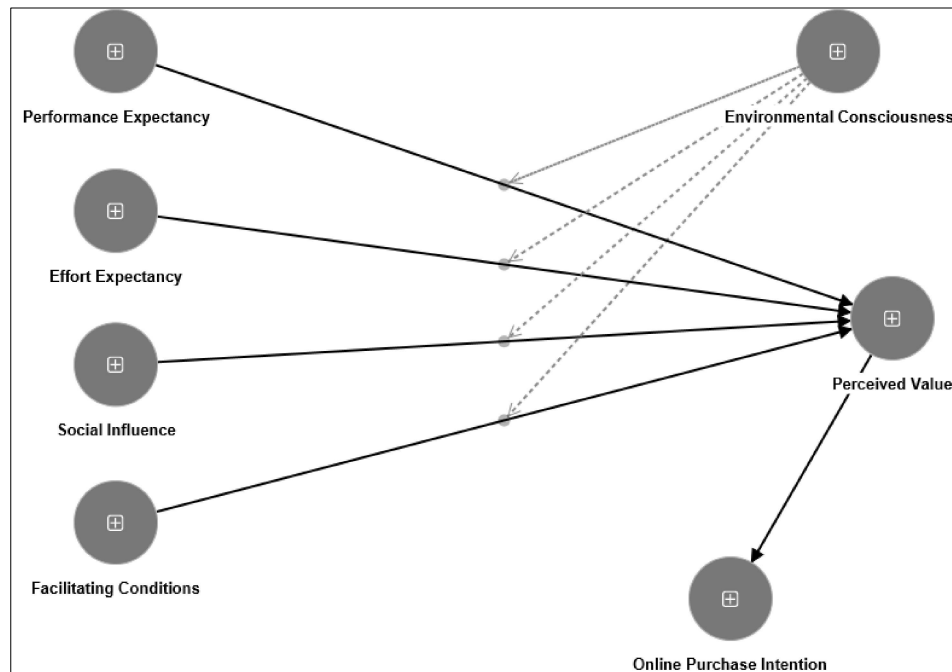 Performance Expectancy
Environmental Consciousness
Effort Expectancy
Social Influence
Perceived Value
Facilitating Conditions
Online Purchase Intention